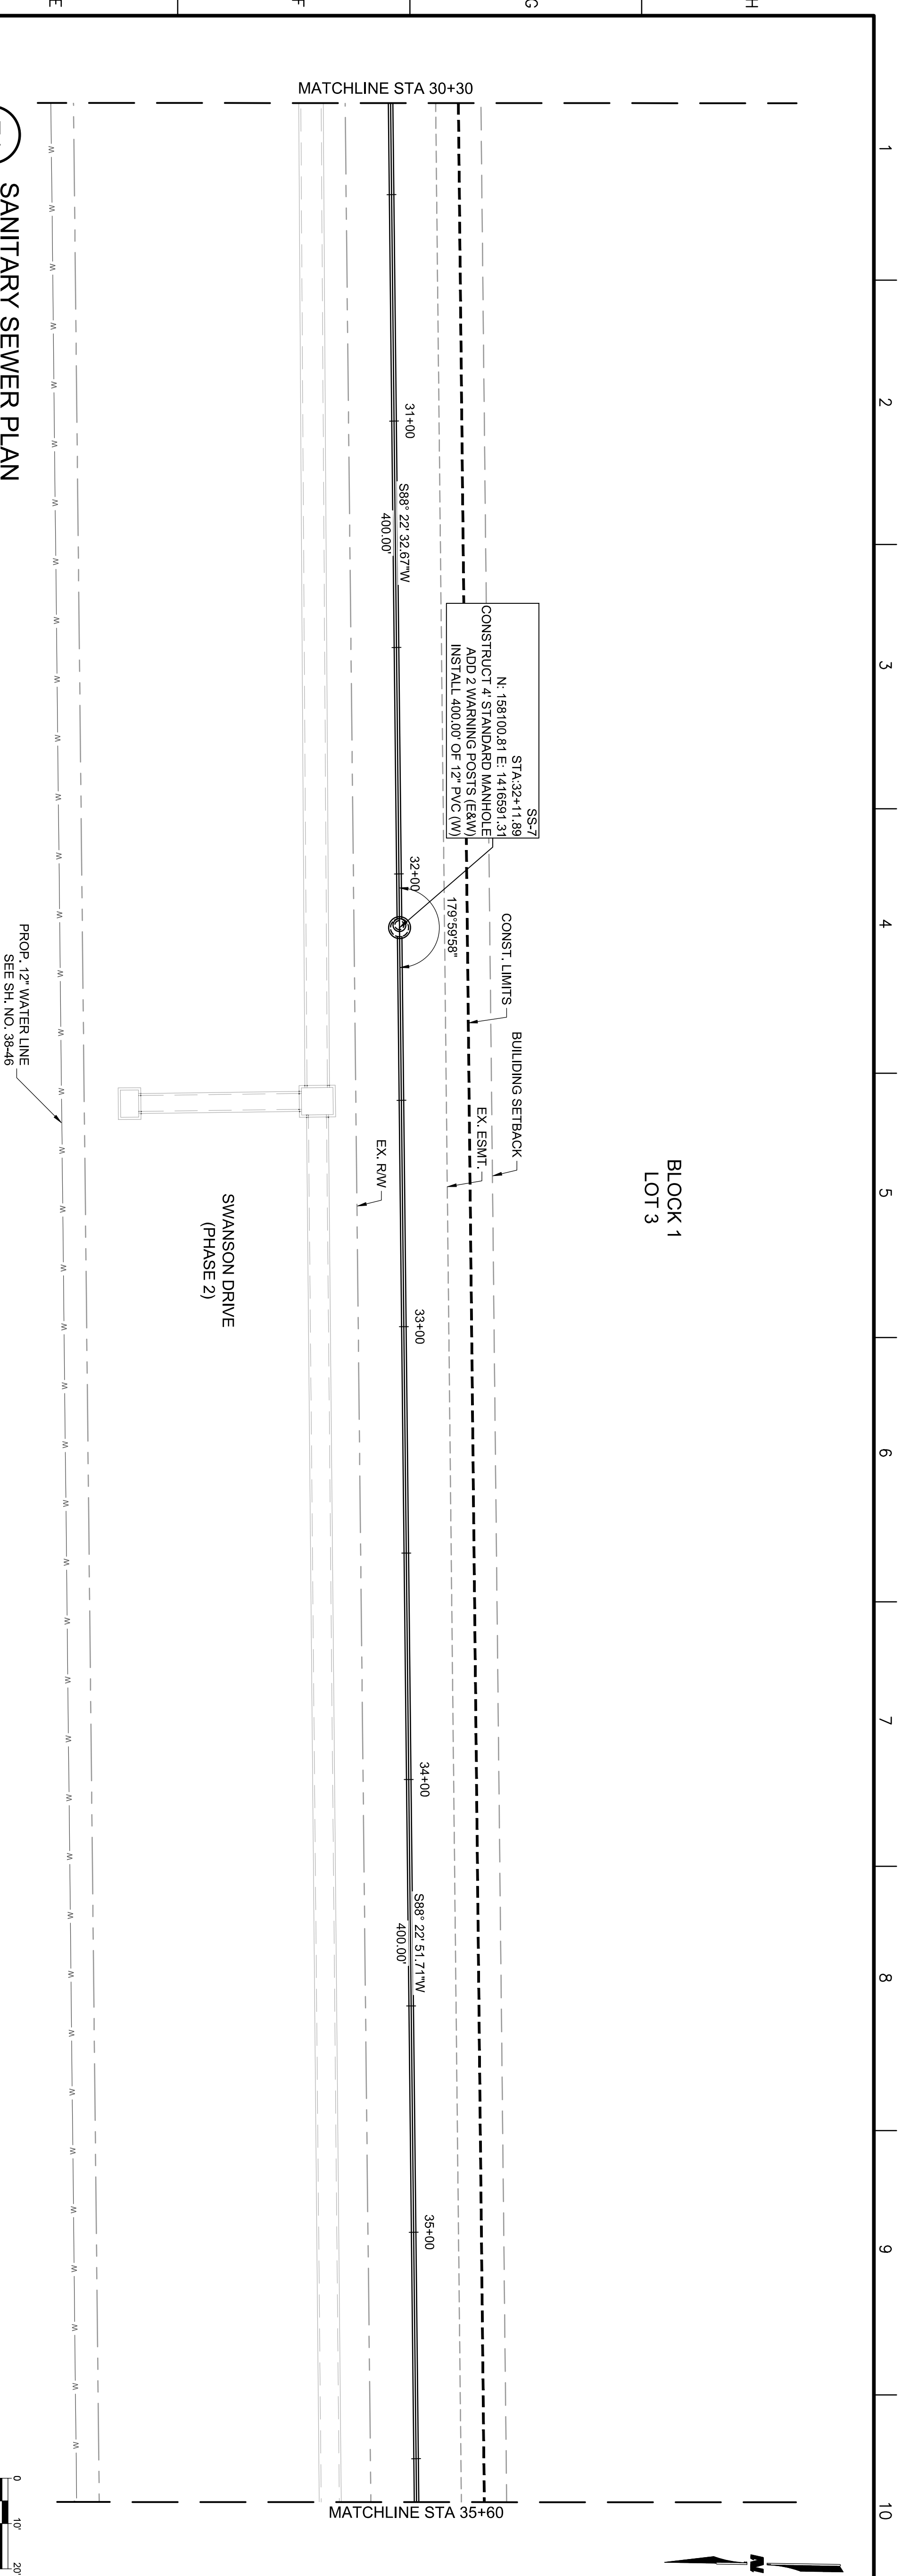 H
G
F
E
1
2
3
4
5
6
7
8
9
10
MATCHLINE STA 30+30
BLOCK 1
LOT 3
SS-7
STA:32+11.89
N: 158100.81 E: 1416591.31
CONSTRUCT 4' STANDARD MANHOLE
ADD 2 WARNING POSTS (E&W)
INSTALL 400.00' OF 12" PVC (W)
CONST. LIMITS
BUILIDING SETBACK
EX. ESMT.
179°59'58"
31+00
S88° 22' 32.67"W
400.00'
32+00
33+00
34+00
S88° 22' 51.71"W
400.00'
35+00
EX. R/W
SWANSON DRIVE
(PHASE 2)
PROP. 12" WATER LINE
SEE SH. NO. 38-46
MATCHLINE STA 35+60
N
SANITARY SEWER PLAN
0 10' 20'